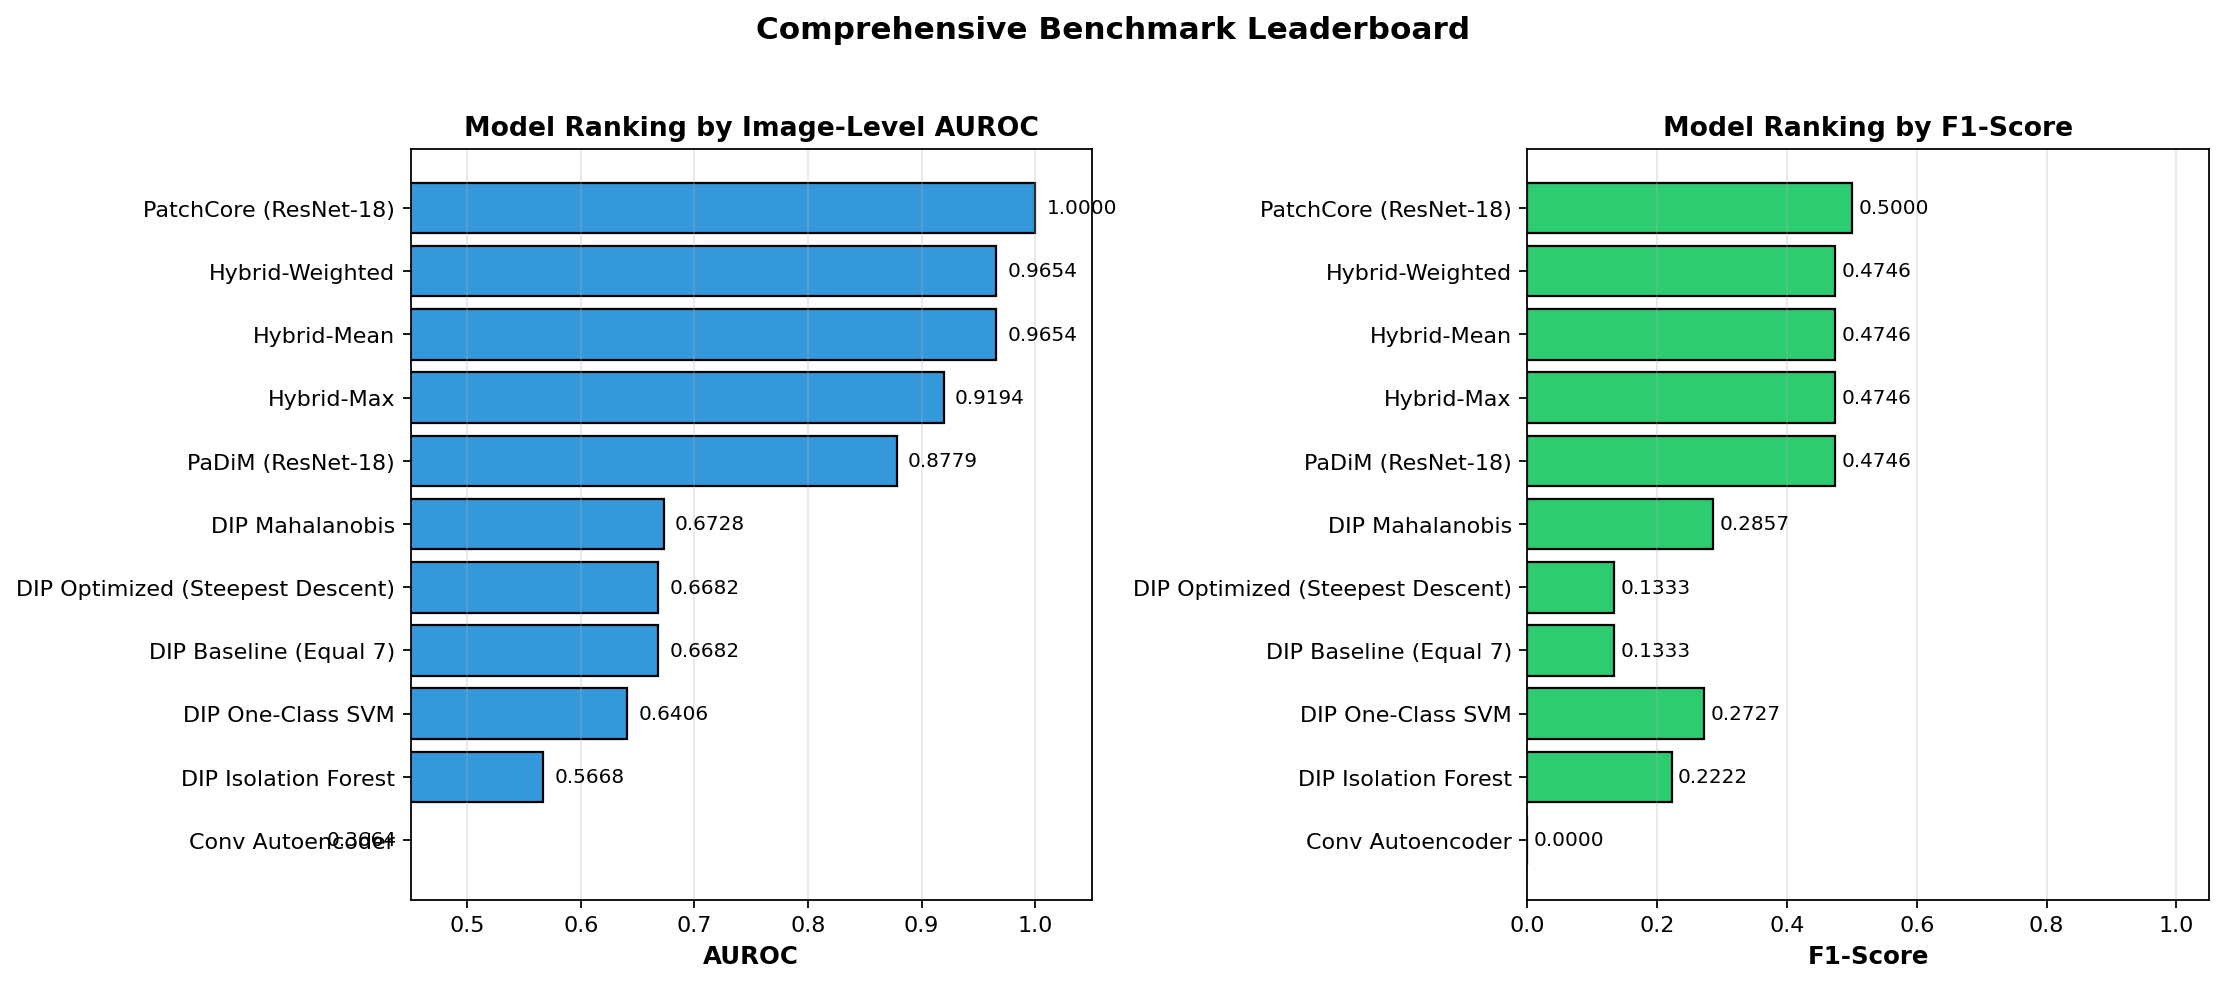 Comprehensive Benchmark Leaderboard
Model Ranking by Image-Level AUROC
PatchCore (ResNet-18) 1.0000
Hybrid-Weighted 0.9654
Hybrid-Mean 0.9654
Hybrid-Max 0.9194
PaDiM (ResNet-18) 0.8779
DIP Mahalanobis 0.6728
DIP Optimized (Steepest Descent) 0.6682
DIP Baseline (Equal 7) 0.6682
DIP One-Class SVM 0.6406
DIP Isolation Forest 0.5668
Conv Autoencoder 0.3664
0.5 0.6 0.7 0.8 0.9 1.0
AUROC
Model Ranking by F1-Score
PatchCore (ResNet-18) 0.5000
Hybrid-Weighted 0.4746
Hybrid-Mean 0.4746
Hybrid-Max 0.4746
PaDiM (ResNet-18) 0.4746
DIP Mahalanobis 0.2857
DIP Optimized (Steepest Descent) 0.1333
DIP Baseline (Equal 7) 0.1333
DIP One-Class SVM 0.2727
DIP Isolation Forest 0.2222
Conv Autoencoder 0.0000
0.0 0.2 0.4 0.6 0.8 1.0
F1-Score